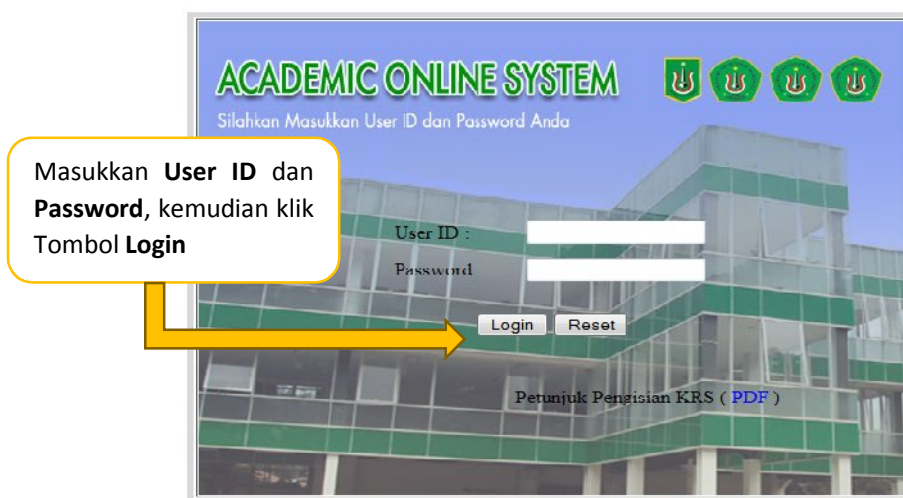 ACADEMIC ONLINE SYSTEM
Silahkan Masukkan User ID dan Password Anda
Masukkan User ID dan
Password, kemudian klik
Tombol Login
User ID :
Password
Login Reset
Petunjuk Pengisian KRS ( PDF )